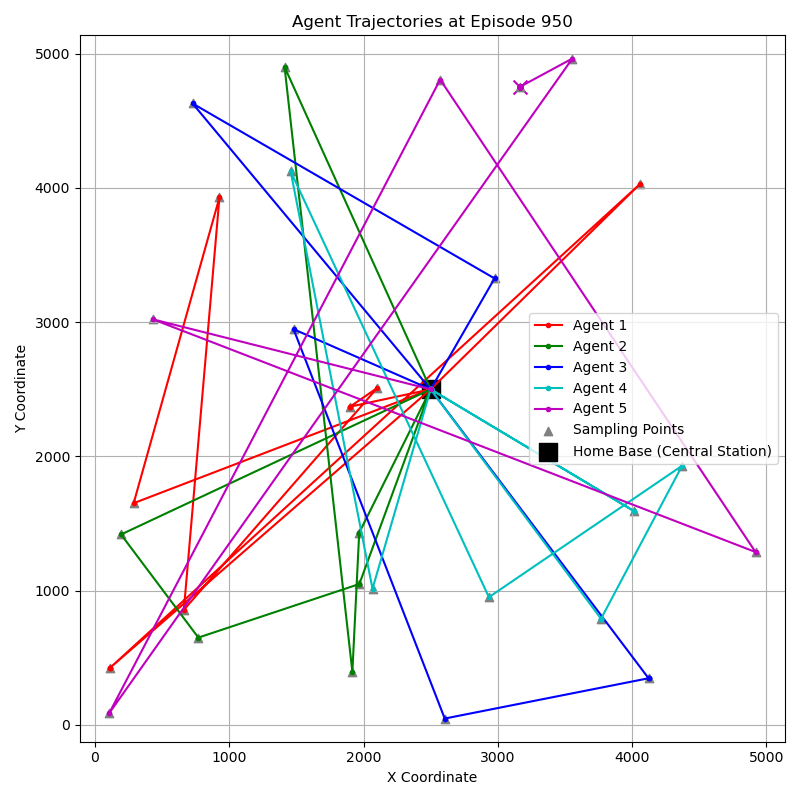 Agent Trajectories at Episode 950
Y Coordinate
5000
4000
3000
2000
1000
0
Agent 1
Agent 2
Agent 3
Agent 4
Agent 5
Sampling Points
Home Base (Central Station)
0 1000 2000 3000 4000 5000
X Coordinate